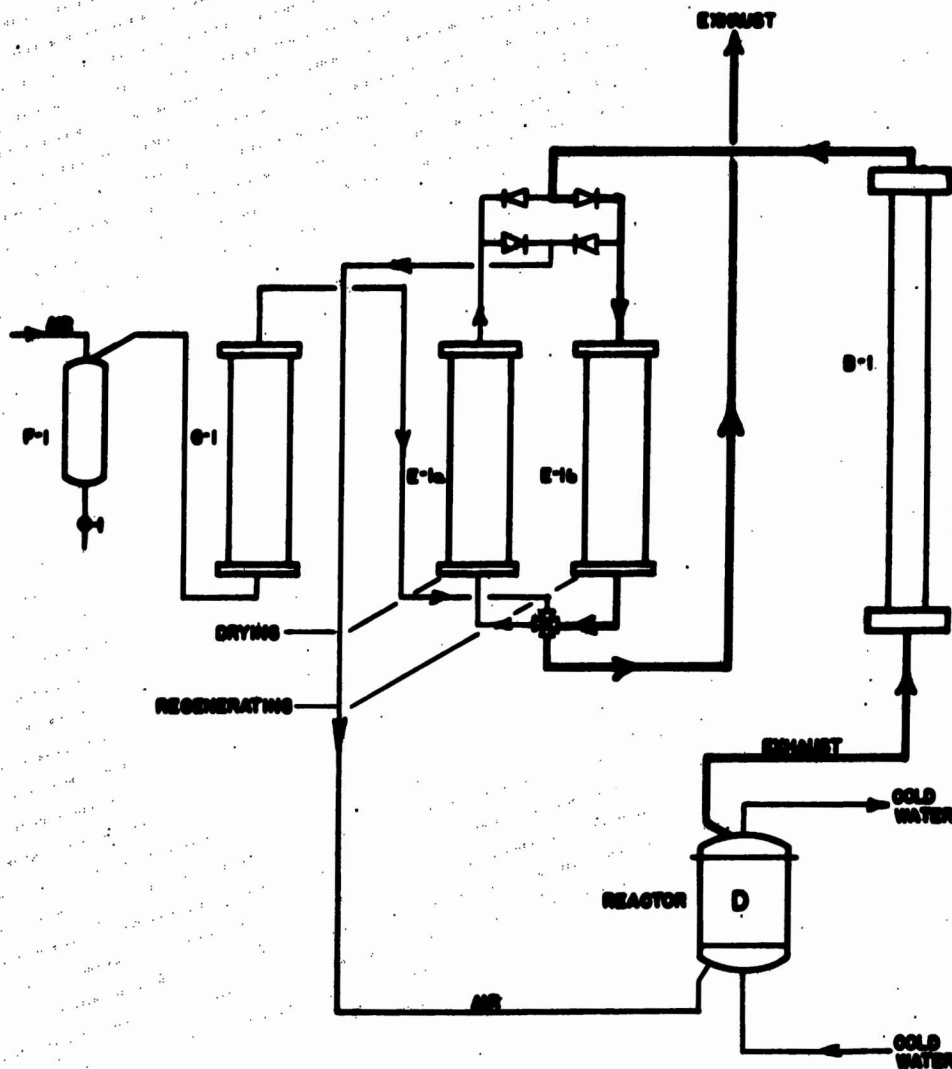 EXHAUST
AIR
F-1
G-1
E-1a
E-1b
B-1
DRYING
REGENERATING
EXHAUST
COLD
WATER
REACTOR
D
AIR
COLD
WATER